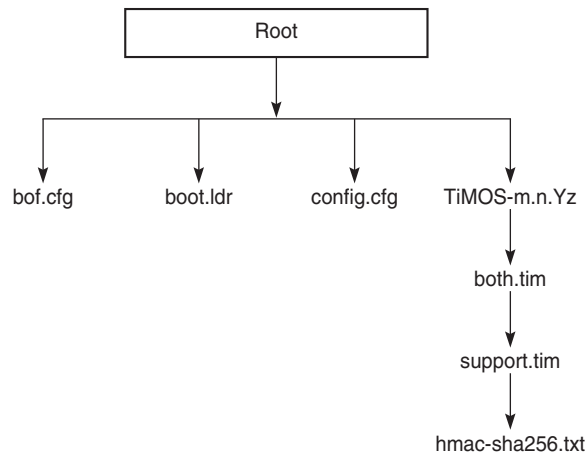 Root
bof.cfg
boot.ldr
config.cfg
TiMOS-m.n.Yz
both.tim
support.tim
hmac-sha256.txt